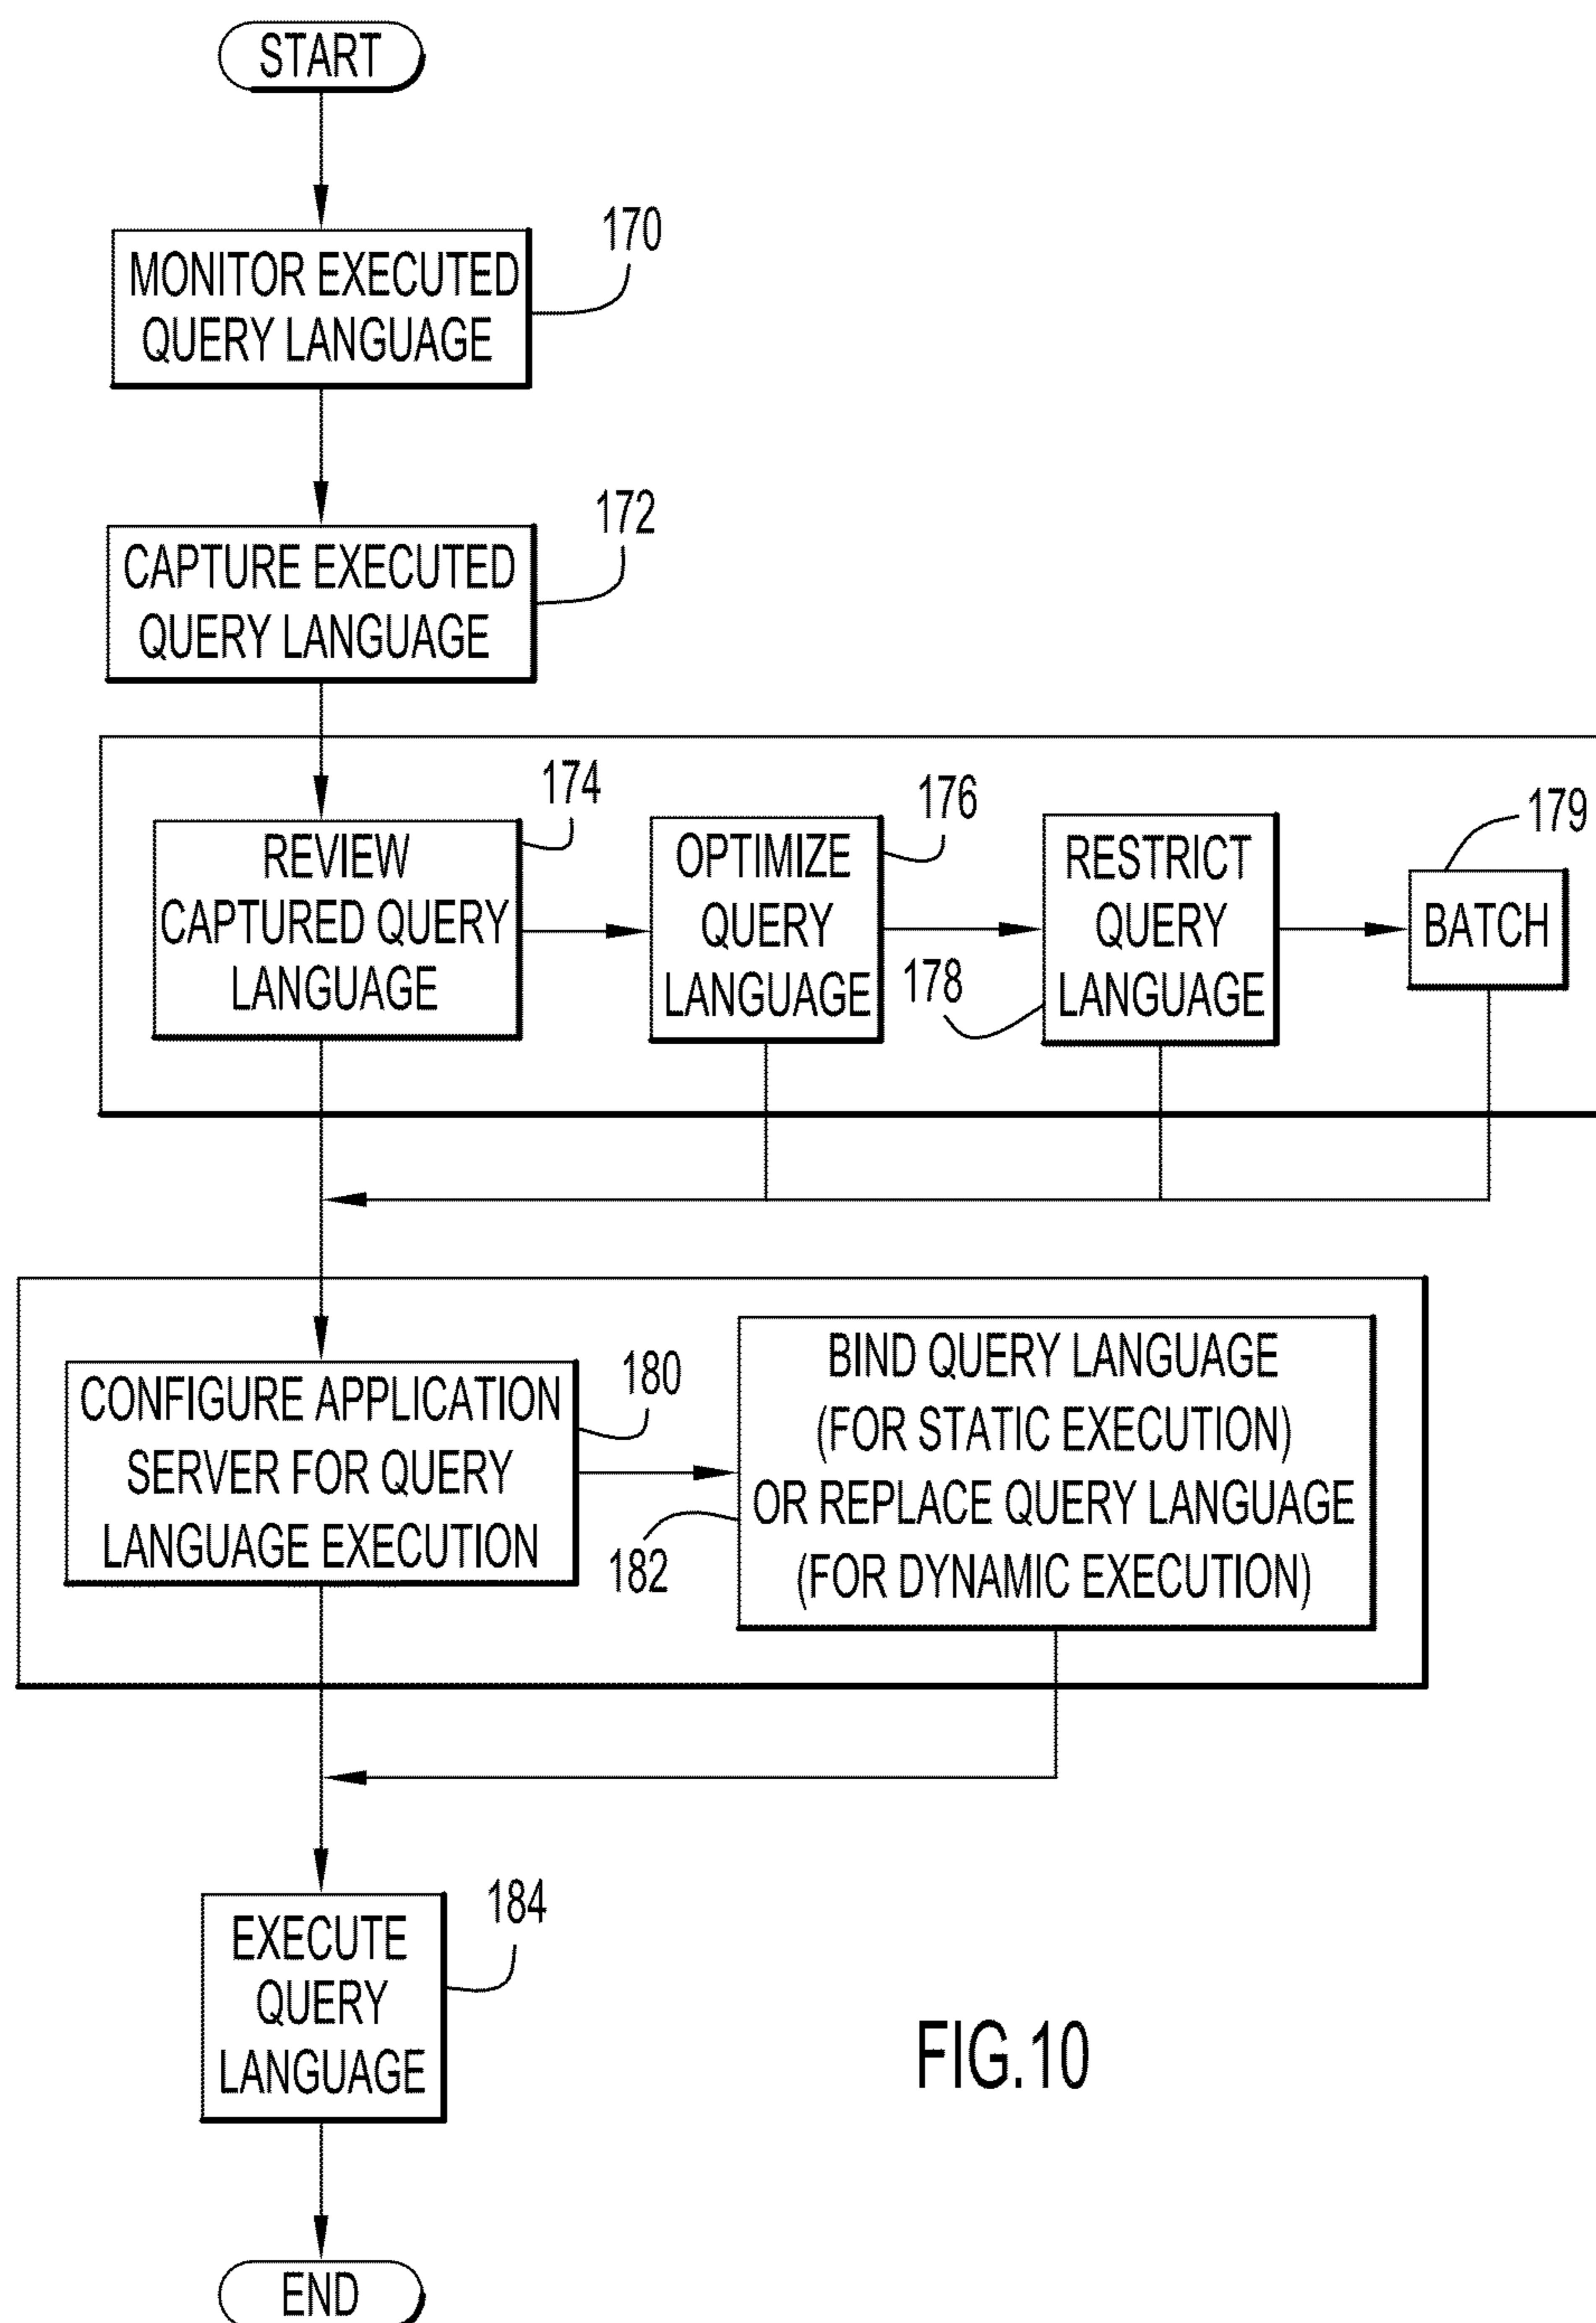 START
170
MONITOR EXECUTED
QUERY LANGUAGE
172
CAPTURE EXECUTED
QUERY LANGUAGE
174
REVIEW
CAPTURED QUERY
LANGUAGE
176
OPTIMIZE
QUERY
LANGUAGE
178
RESTRICT
QUERY
LANGUAGE
179
BATCH
180
CONFIGURE APPLICATION
SERVER FOR QUERY
LANGUAGE EXECUTION
182
BIND QUERY LANGUAGE
(FOR STATIC EXECUTION)
OR REPLACE QUERY LANGUAGE
(FOR DYNAMIC EXECUTION)
184
EXECUTE
QUERY
LANGUAGE
FIG.10
END